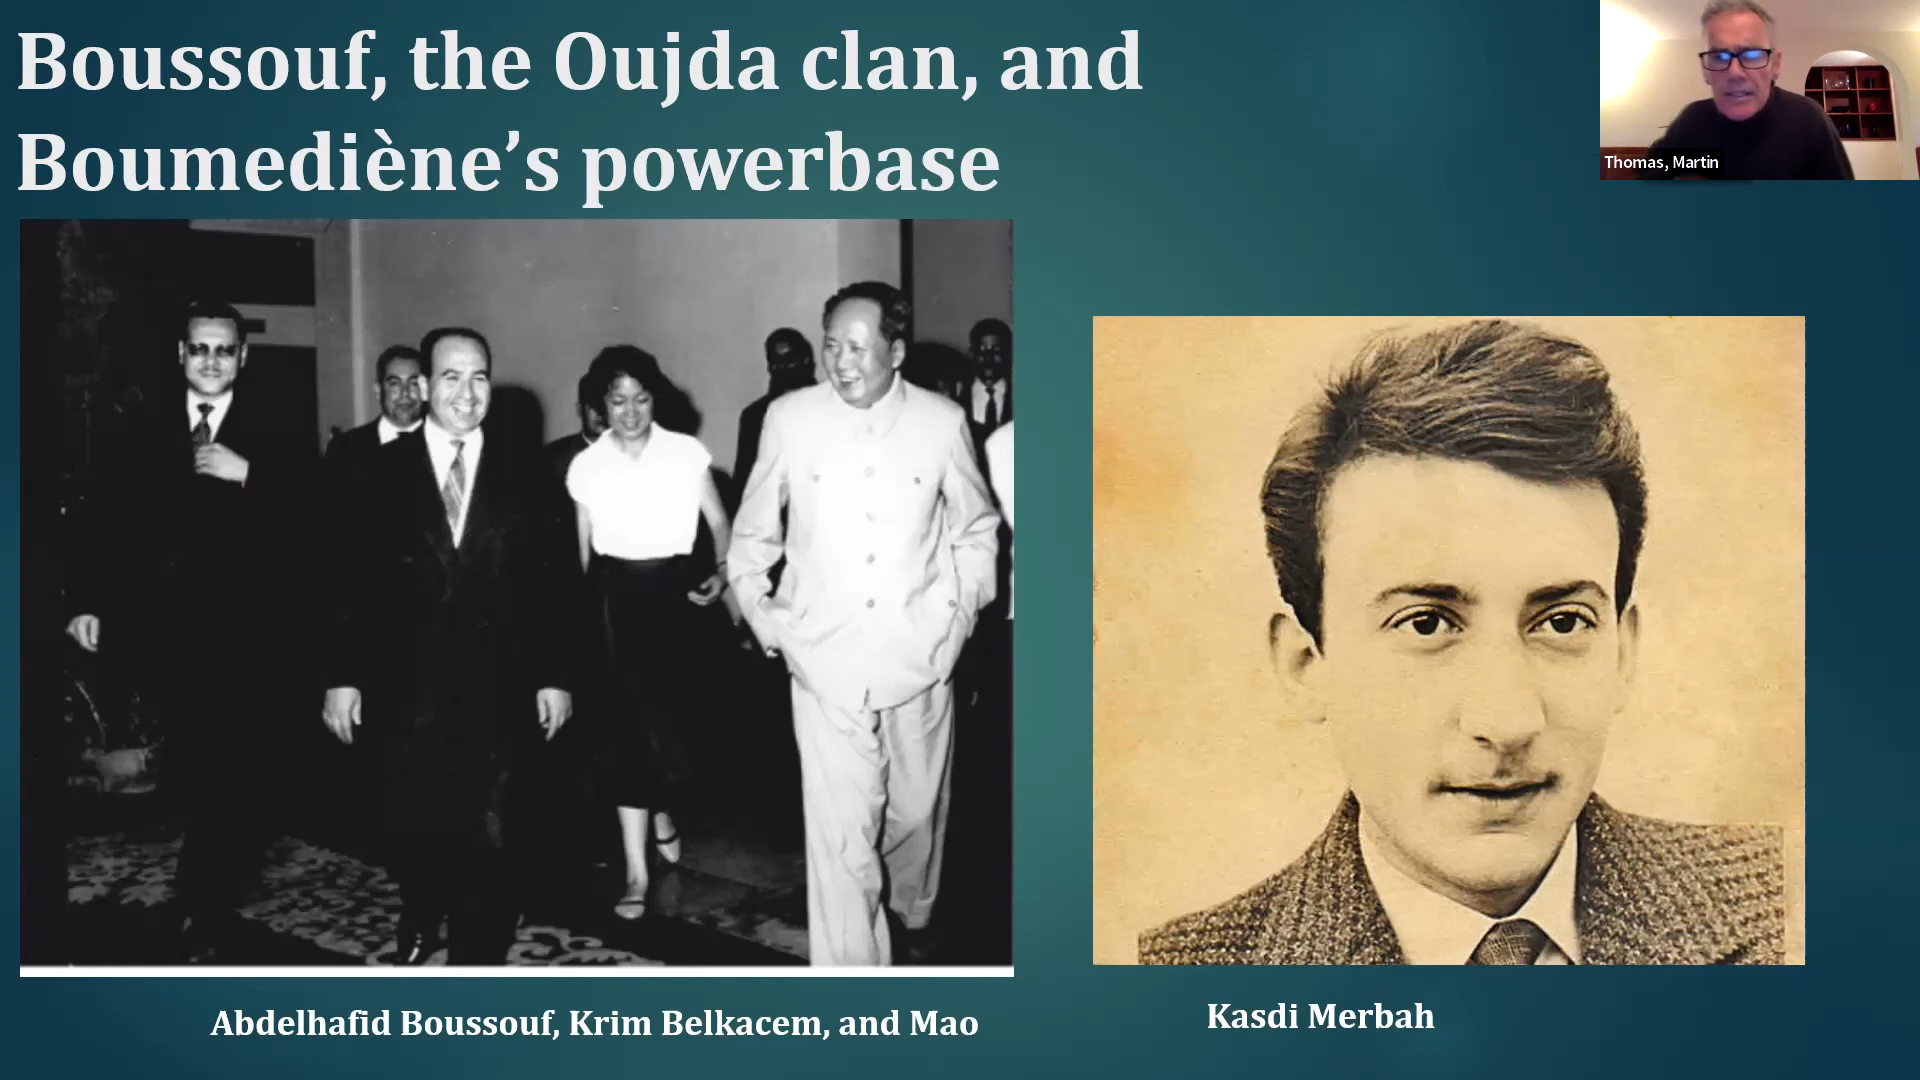 Boussouf, the Oujda clan, and
Boumediène’s powerbase
Thomas, Martin
Abdelhafid Boussouf, Krim Belkacem, and Mao
Kasdi Merbah